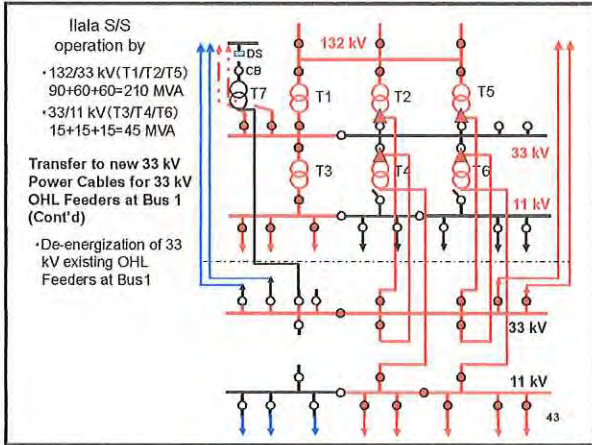 Ilala S/S
operation by
•132/33 kV(T1/T2/T5)
90+60+60=210 MVA
•33/11 kV(T3/T4/T6)
15+15+15=45 MVA
Transfer to new 33 kV
Power Cables for 33 kV
OHL Feeders at Bus 1
(Cont'd)
•De-energization of 33
kV existing OHL
Feeders at Bus1
DS
CB
T7
132 kV
T1
T2
T5
33 kV
T3
T4
T6
11 kV
33 kV
11 kV
43